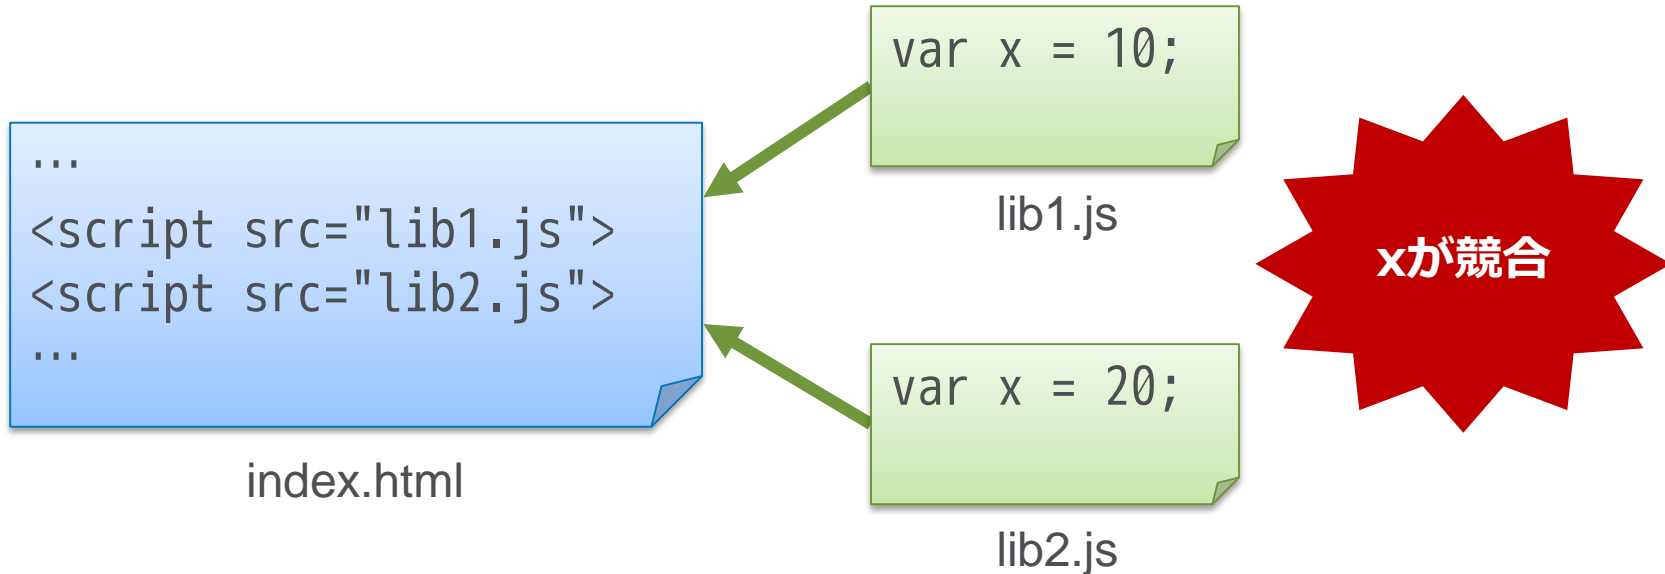 ...
<script src="lib1.js">
<script src="lib2.js">
...
index.html
var x = 10;
lib1.js
var x = 20;
lib2.js
xが競合